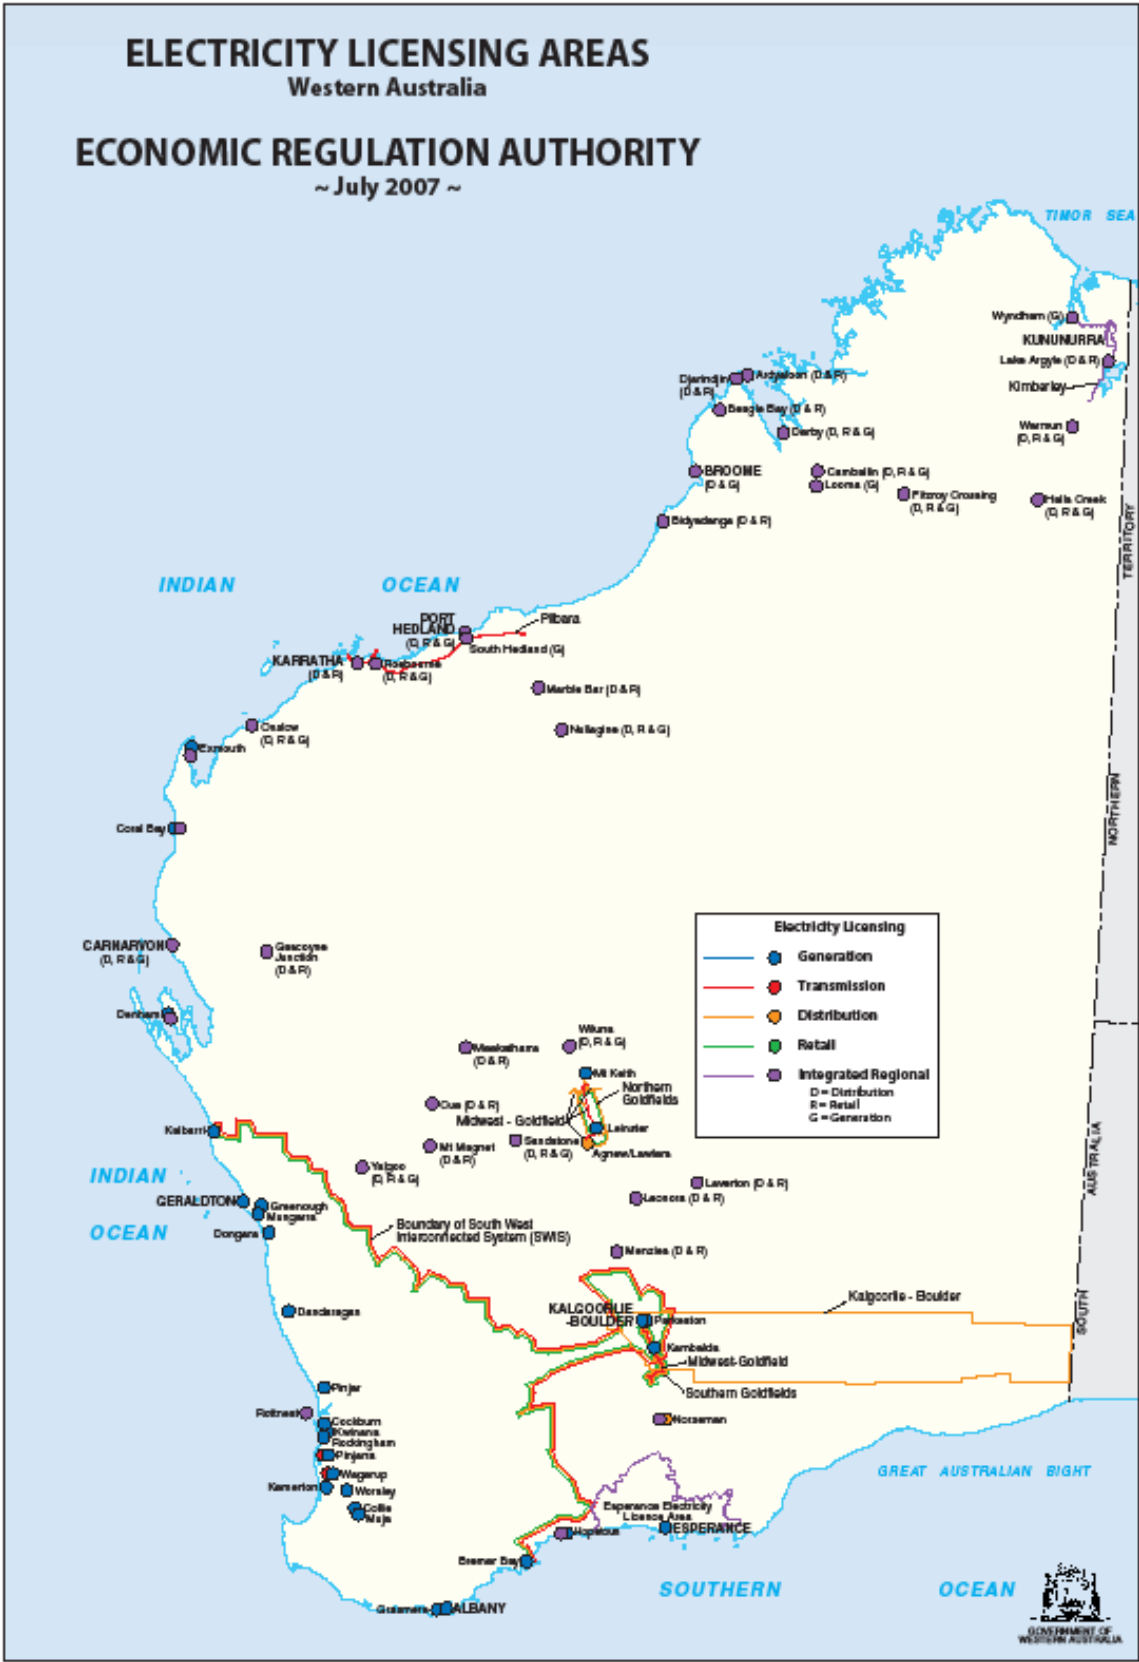 ELECTRICITY LICENSING AREAS
Western Australia
ECONOMIC REGULATION AUTHORITY
~ July 2007 ~
TIMOR SEA
Wyndham (G)
KUNUNURRA
Lake Argyle (D & R)
Kimberley
Djarindjin
(D & R)
Ardyaloon (D & R)
Beagle Bay (D & R)
Derby (D, R & G)
Warmun
(D, R & G)
BROOME
(D & G)
Camballin (D, R & G)
Looma (G)
Fitzroy Crossing
(D, R & G)
Halls Creek
(D, R & G)
Bidyadanga (D & R)
TERRITORY
NORTHERN
INDIAN OCEAN
PORT
HEDLAND
(D, R & G)
Pilbara
South Hedland (G)
KARRATHA
(D & R)
Roebourne
(D, R & G)
Marble Bar (D & R)
Onslow
(D, R & G)
Nullagine (D, R & G)
Exmouth
Coral Bay
CARNARVON
(D, R & G)
Gascoyne
Junction
(D & R)
Denham
Electricity Licensing
Generation
Transmission
Distribution
Retail
Integrated Regional
D = Distribution
R = Retail
G = Generation
Meekatharra
(D & R)
Wiluna
(D, R & G)
Mt Keith
Northern
Goldfields
Cue (D & R)
Midwest - Goldfield
Leinster
Kalbarri
Mt Magnet
(D & R)
Sandstone
(D, R & G)
Agnew/Lawlers
Yalgoo
(D, R & G)
INDIAN
OCEAN
Laverton (D & R)
Leonora (D & R)
GERALDTON
Greenough
Mungarra
Dongara
Boundary of South West
Interconnected System (SWIS)
Menzies (D & R)
AUSTRALIA
SOUTH
Kalgoorlie - Boulder
Dandaragan
KALGOORLIE
-BOULDER
Parkeston
Kambalda
Midwest-Goldfield
Southern Goldfields
Pinjar
Rottnest
Cockburn
Kwinana
Rockingham
Norseman
Pinjarra
Wagerup
Kemerton
Worsley
Collie
Muja
GREAT AUSTRALIAN BIGHT
Esperance Electricity
Licence Area
Hopetoun
ESPERANCE
Bremer Bay
Grasmere
ALBANY
SOUTHERN OCEAN
GOVERNMENT OF
WESTERN AUSTRALIA